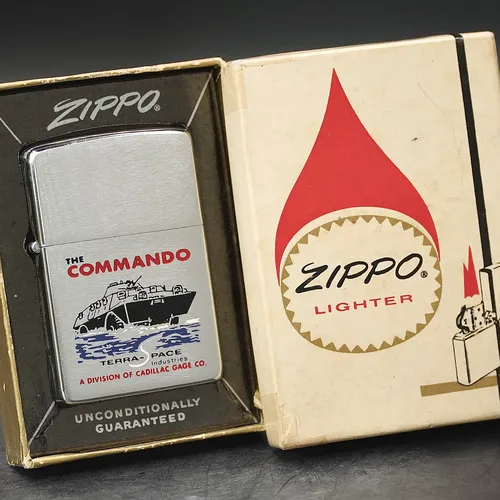 ZIPPO®
THE
COMMANDO
TERRA SPACE
Industries
A DIVISION OF CADILLAC GAGE CO.
UNCONDITIONALLY
GUARANTEED
ZIPPO®
LIGHTER